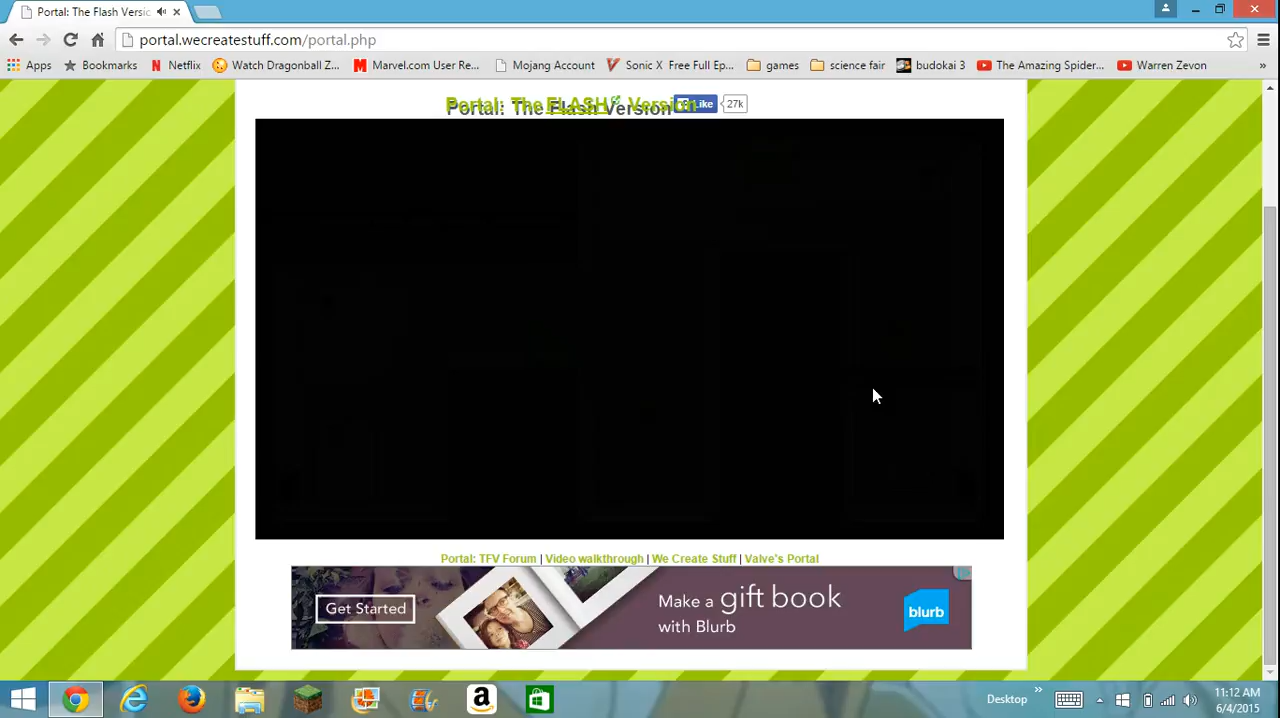 Portal: The Flash Versic
portal.wecreatestuff.com/portal.php
Apps Bookmarks Netflix Watch Dragonball Z... Marvel.com User Re... Mojang Account Sonic X Free Full Ep... games science fair budokai 3 The Amazing Spider... Warren Zevon »
Portal: The FLASH Version
Portal: The Flash Version
Like 27k
Portal: TFV Forum | Video walkthrough | We Create Stuff | Valve's Portal
Get Started
Make a gift book
with Blurb
blurb
Desktop »
11:12 AM
6/4/2015